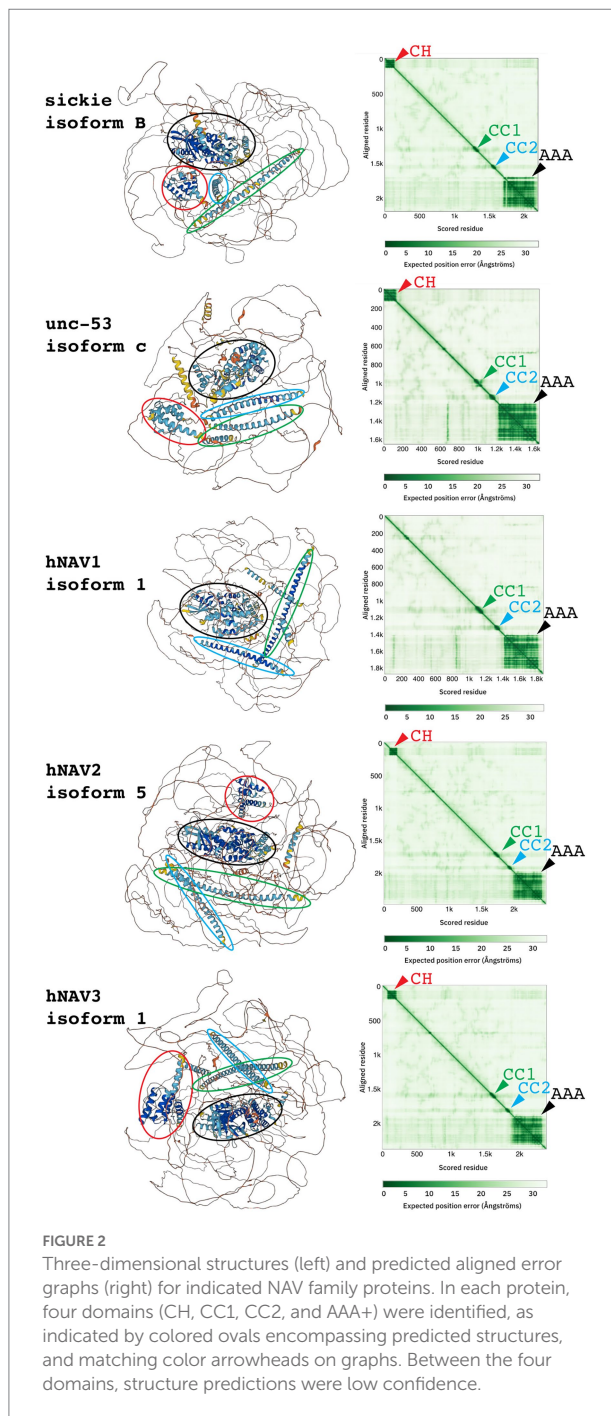 sickie
isoform B
CH
CC1
CC2
AAA
0
500
1k
1.5k
2k
Aligned residue
0 500 1k 1.5k 2k
Scored residue
0 5 10 15 20 25 30
Expected position error (Ångströms)
unc-53
isoform c
CH
CC1
CC2
AAA
0
200
400
600
800
1k
1.2k
1.4k
1.6k
Aligned residue
0 200 400 600 800 1k 1.2k 1.4k 1.6k
Scored residue
0 5 10 15 20 25 30
Expected position error (Ångströms)
hNAV1
isoform 1
CC1
CC2
AAA
0
200
400
600
800
1k
1.2k
1.4k
1.6k
1.8k
Aligned residue
0 200 400 600 800 1k 1.2k 1.4k 1.6k 1.8k
Scored residue
0 5 10 15 20 25 30
Expected position error (Ångströms)
hNAV2
isoform 5
CH
CC1
CC2
AAA
0
500
1k
1.5k
2k
Aligned residue
0 500 1k 1.5k 2k
Scored residue
0 5 10 15 20 25 30
Expected position error (Ångströms)
hNAV3
isoform 1
CH
CC1
CC2
AAA
0
500
1k
1.5k
2k
Aligned residue
0 500 1k 1.5k 2k
Scored residue
0 5 10 15 20 25 30
Expected position error (Ångströms)
FIGURE 2
Three-dimensional structures (left) and predicted aligned error
graphs (right) for indicated NAV family proteins. In each protein,
four domains (CH, CC1, CC2, and AAA+) were identified, as
indicated by colored ovals encompassing predicted structures,
and matching color arrowheads on graphs. Between the four
domains, structure predictions were low confidence.